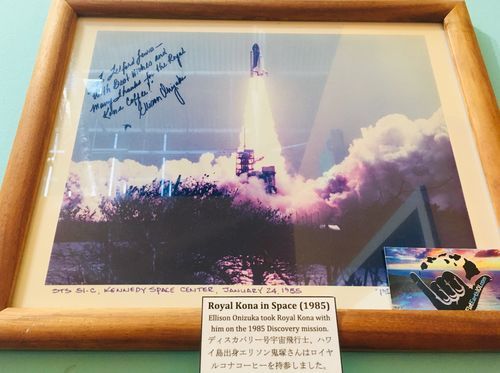 To Telford Lewis —
with Best Wishes and
Many thanks for the Royal
Kona Coffee!
Ellison Onizuka
STS 51-C, KENNEDY SPACE CENTER, JANUARY 24, 1985
Royal Kona in Space (1985)
Ellison Onizuka took Royal Kona with
him on the 1985 Discovery mission.
ディスカバリー号宇宙飛行士、ハワ
イ島出身エリソン鬼塚さんはロイヤ
ルコナコーヒーを持参しました。